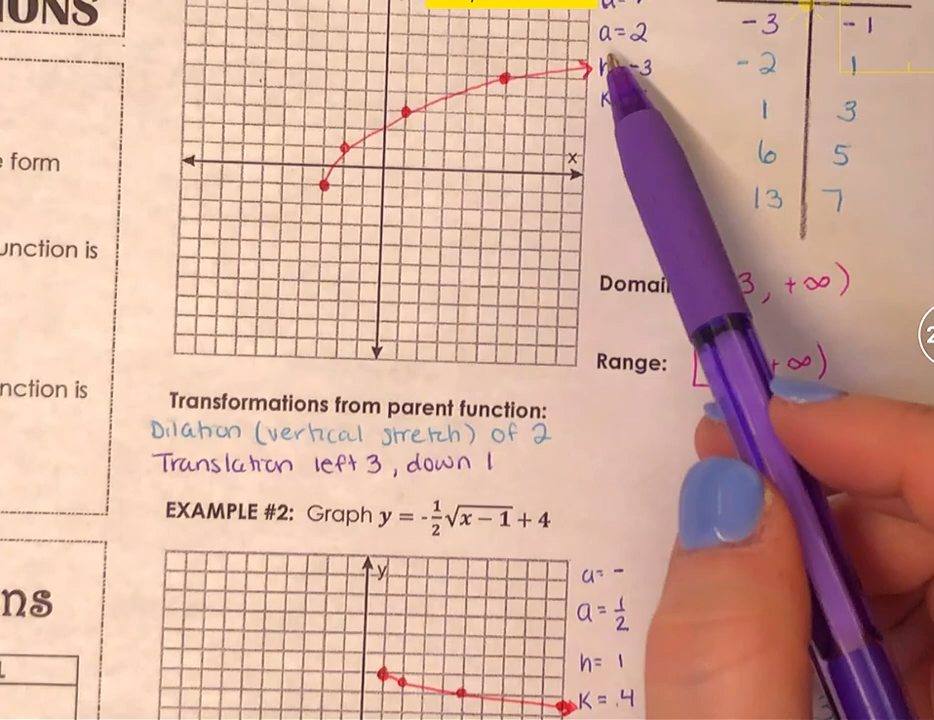 IONS
a=2
-3 -1
-2 1
-3
1 3
x
6 5
13 7
form
unction is
3, +∞)
Range: [ +∞)
nction is
Transformations from parent function:
Dilation (vertical stretch) of 2
Translation left 3, down 1
EXAMPLE #2: Graph y = -1/2√x − 1 + 4
y
a= -
a= 1/2
h= 1
K= .4
ns
2